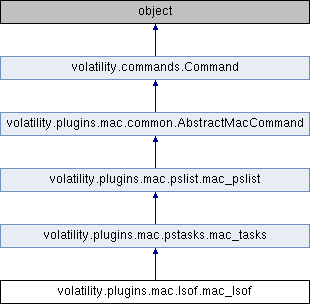 object
volatility.commands.Command
volatility.plugins.mac.common.AbstractMacCommand
volatility.plugins.mac.pslist.mac_pslist
volatility.plugins.mac.pstasks.mac_tasks
volatility.plugins.mac.lsof.mac_lsof